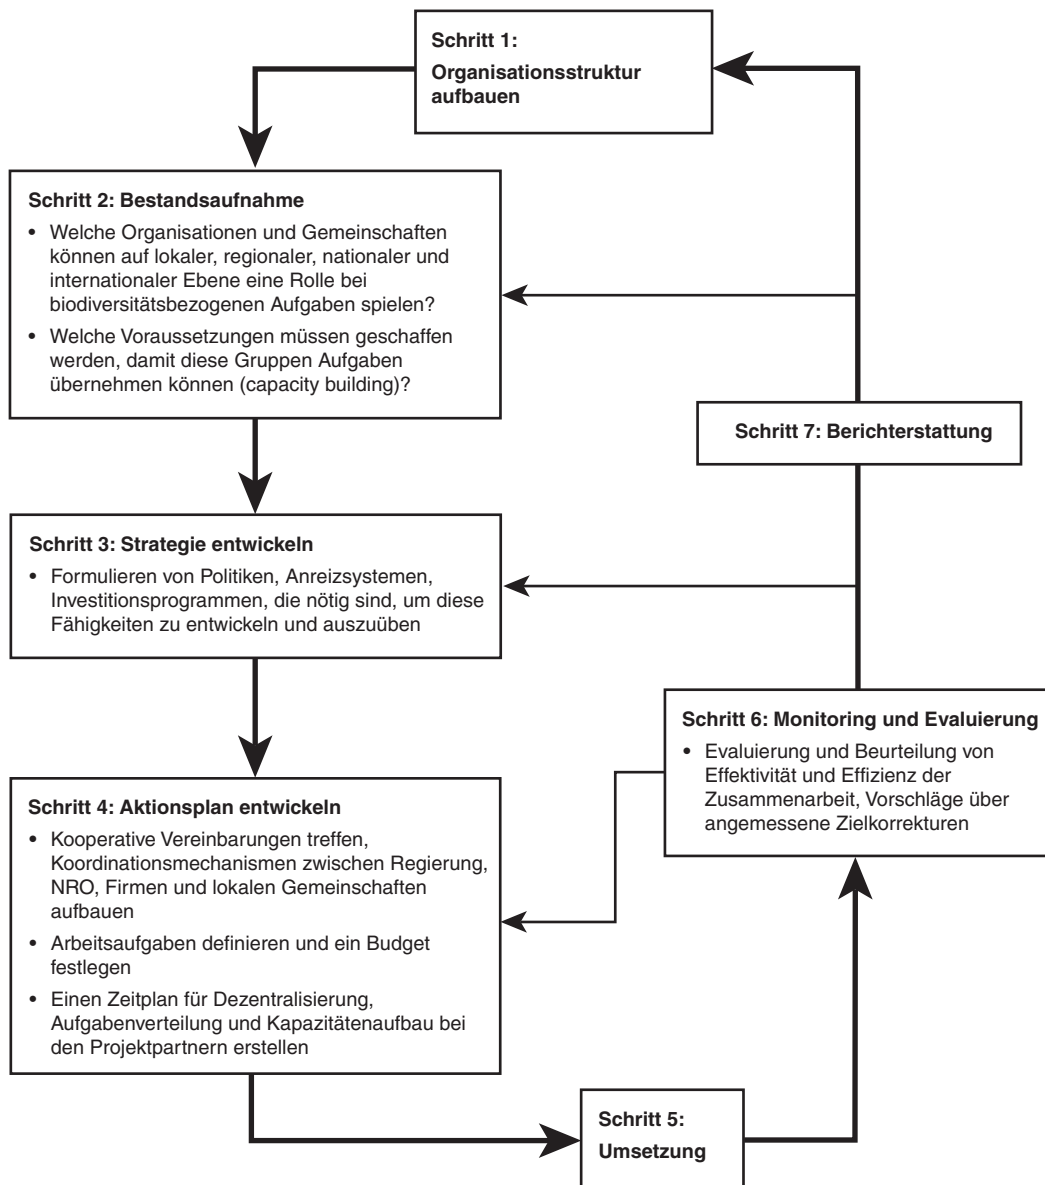 Schritt 1:
Organisationsstruktur
aufbauen
Schritt 2: Bestandsaufnahme
• Welche Organisationen und Gemeinschaften
können auf lokaler, regionaler, nationaler und
internationaler Ebene eine Rolle bei
biodiversitätsbezogenen Aufgaben spielen?
• Welche Voraussetzungen müssen geschaffen
werden, damit diese Gruppen Aufgaben
übernehmen können (capacity building)?
Schritt 3: Strategie entwickeln
• Formulieren von Politiken, Anreizsystemen,
Investitionsprogrammen, die nötig sind, um diese
Fähigkeiten zu entwickeln und auszuüben
Schritt 4: Aktionsplan entwickeln
• Kooperative Vereinbarungen treffen,
Koordinationsmechanismen zwischen Regierung,
NRO, Firmen und lokalen Gemeinschaften
aufbauen
• Arbeitsaufgaben definieren und ein Budget
festlegen
• Einen Zeitplan für Dezentralisierung,
Aufgabenverteilung und Kapazitätenaufbau bei
den Projektpartnern erstellen
Schritt 5:
Umsetzung
Schritt 6: Monitoring und Evaluierung
• Evaluierung und Beurteilung von
Effektivität und Effizienz der
Zusammenarbeit, Vorschläge über
angemessene Zielkorrekturen
Schritt 7: Berichterstattung